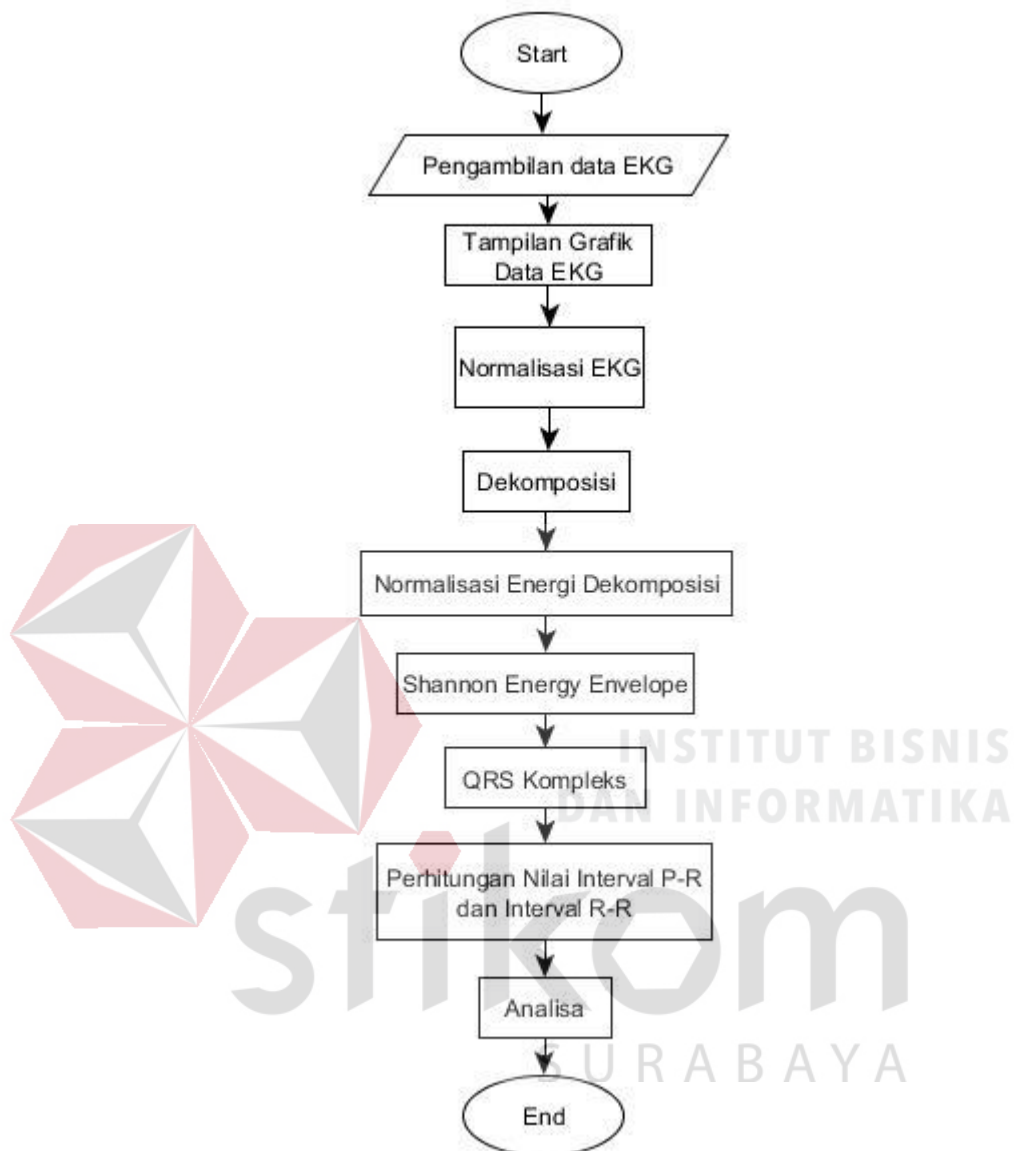 Start
Pengambilan data EKG
Tampilan Grafik
Data EKG
Normalisasi EKG
Dekomposisi
Normalisasi Energi Dekomposisi
Shannon Energy Envelope
INSTITUT BISNIS
QRS Kompleks
DAN INFORMATIKA
Perhitungan Nilai Interval P-R
dan Interval R-R
stikom
Analisa
SURABAYA
End